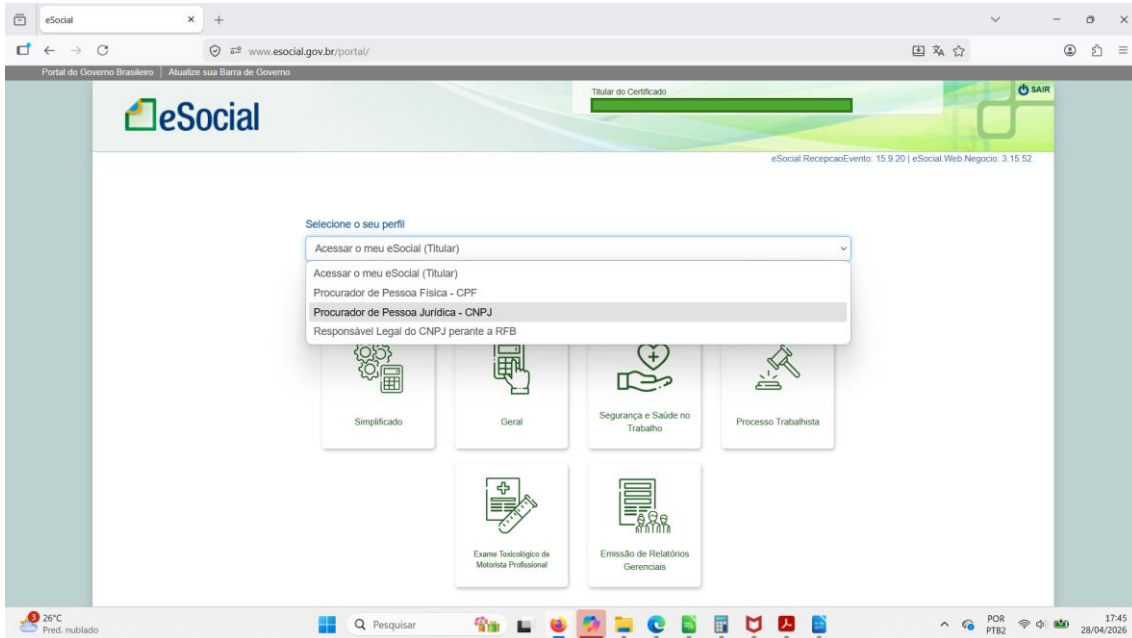 eSocial
www.esocial.gov.br/portal/
Portal do Governo Brasileiro | Atualize sua Barra de Governo
eSocial
Titular do Certificado
SAIR
eSocial.RecepcaoEvento: 15.9.20 | eSocial.Web.Negocio: 3.15.52
Selecione o seu perfil
Acessar o meu eSocial (Titular)
Acessar o meu eSocial (Titular)
Procurador de Pessoa Física - CPF
Procurador de Pessoa Jurídica - CNPJ
Responsável Legal do CNPJ perante a RFB
Simplificado
Geral
Segurança e Saúde no
Trabalho
Processo Trabalhista
Exame Toxicológico de
Motorista Profissional
Emissão de Relatórios
Gerenciais
3
26°C
Pred. nublado
Pesquisar
POR
PTB2
17:45
28/04/2026